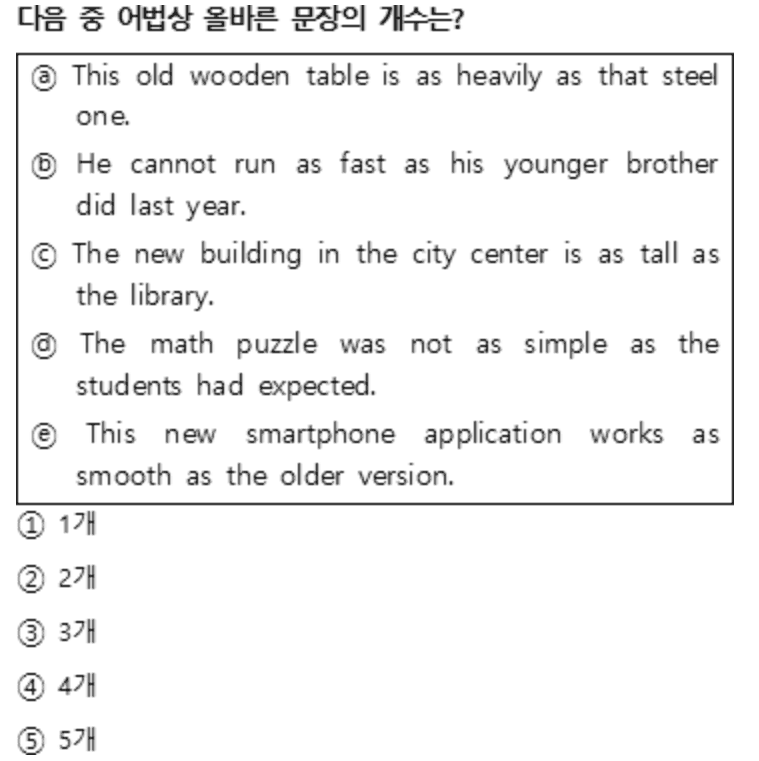 다음 중 어법상 올바른 문장의 개수는?
ⓐ This old wooden table is as heavily as that steel
one.
ⓑ He cannot run as fast as his younger brother
did last year.
ⓒ The new building in the city center is as tall as
the library.
ⓓ The math puzzle was not as simple as the
students had expected.
ⓔ This new smartphone application works as
smooth as the older version.
① 1개
② 2개
③ 3개
④ 4개
⑤ 5개